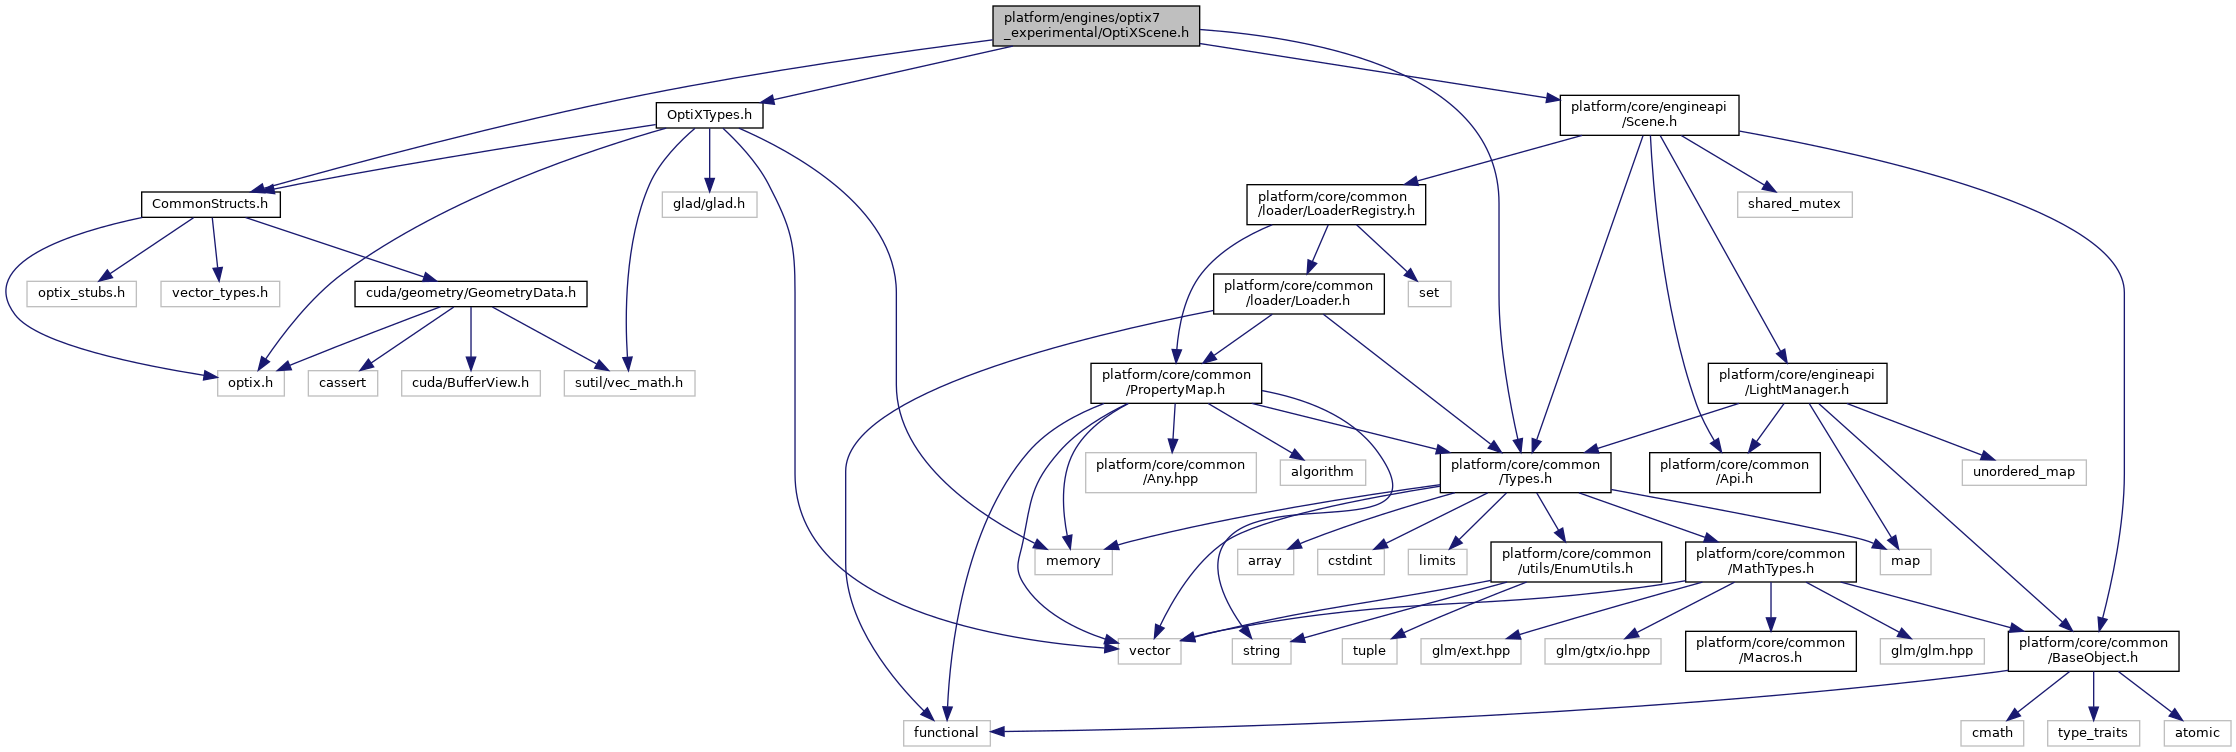 platform/engines/optix7
_experimental/OptiXScene.h
OptiXTypes.h
platform/core/engineapi
/Scene.h
CommonStructs.h
glad/glad.h
platform/core/common
/loader/LoaderRegistry.h
shared_mutex
optix_stubs.h
vector_types.h
cuda/geometry/GeometryData.h
platform/core/common
/loader/Loader.h
set
optix.h
cassert
cuda/BufferView.h
sutil/vec_math.h
platform/core/common
/PropertyMap.h
platform/core/engineapi
/LightManager.h
platform/core/common
/Any.hpp
algorithm
platform/core/common
/Types.h
platform/core/common
/Api.h
unordered_map
memory
array
cstdint
limits
platform/core/common
/utils/EnumUtils.h
platform/core/common
/MathTypes.h
map
vector
string
tuple
glm/ext.hpp
glm/gtx/io.hpp
platform/core/common
/Macros.h
glm/glm.hpp
platform/core/common
/BaseObject.h
functional
cmath
type_traits
atomic